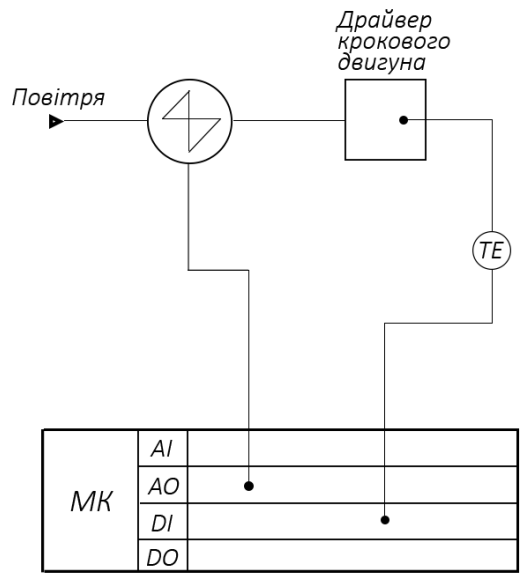 Драйвер
крокового
двигуна
Повітря
TE
МК
AI
AO
DI
DO